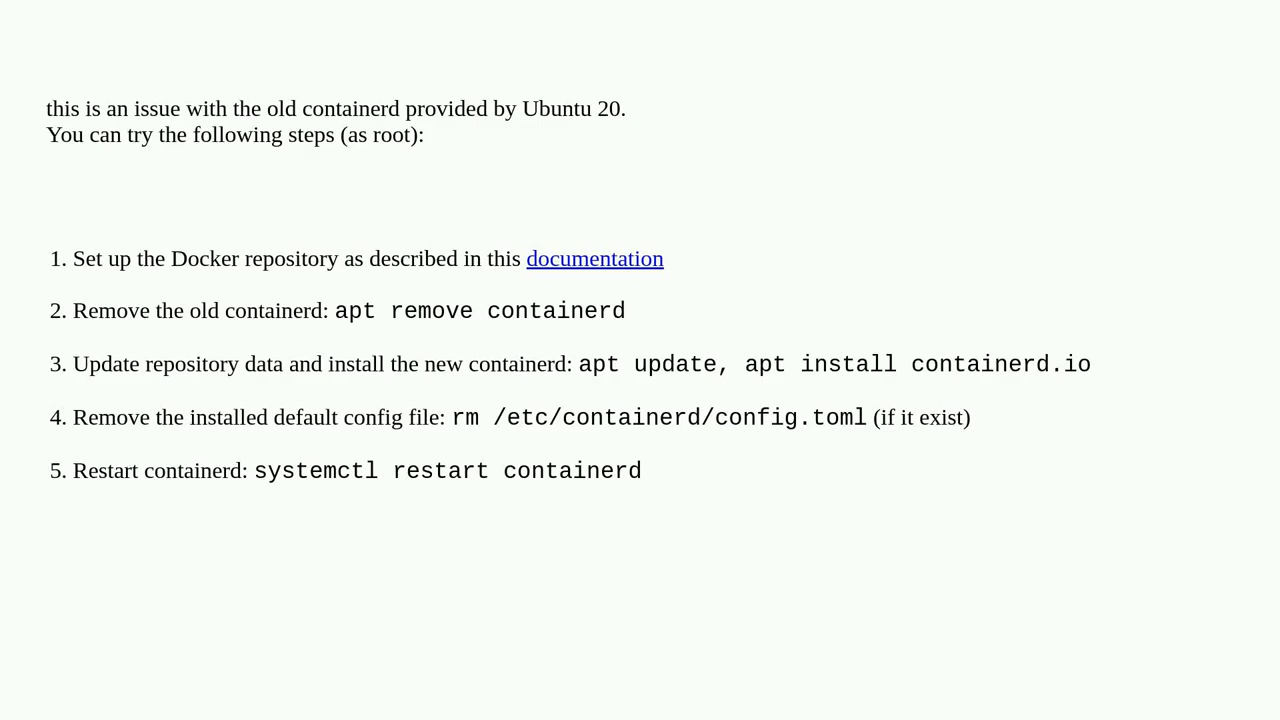 this is an issue with the old containerd provided by Ubuntu 20.
You can try the following steps (as root):
1. Set up the Docker repository as described in this documentation
2. Remove the old containerd: apt remove containerd
3. Update repository data and install the new containerd: apt update, apt install containerd.io
4. Remove the installed default config file: rm /etc/containerd/config.toml (if it exist)
5. Restart containerd: systemctl restart containerd